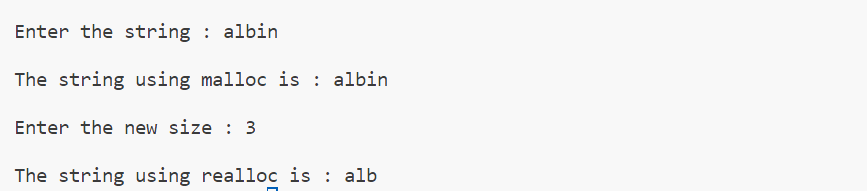 Enter the string : albin
The string using malloc is : albin
Enter the new size : 3
The string using realloc is : alb